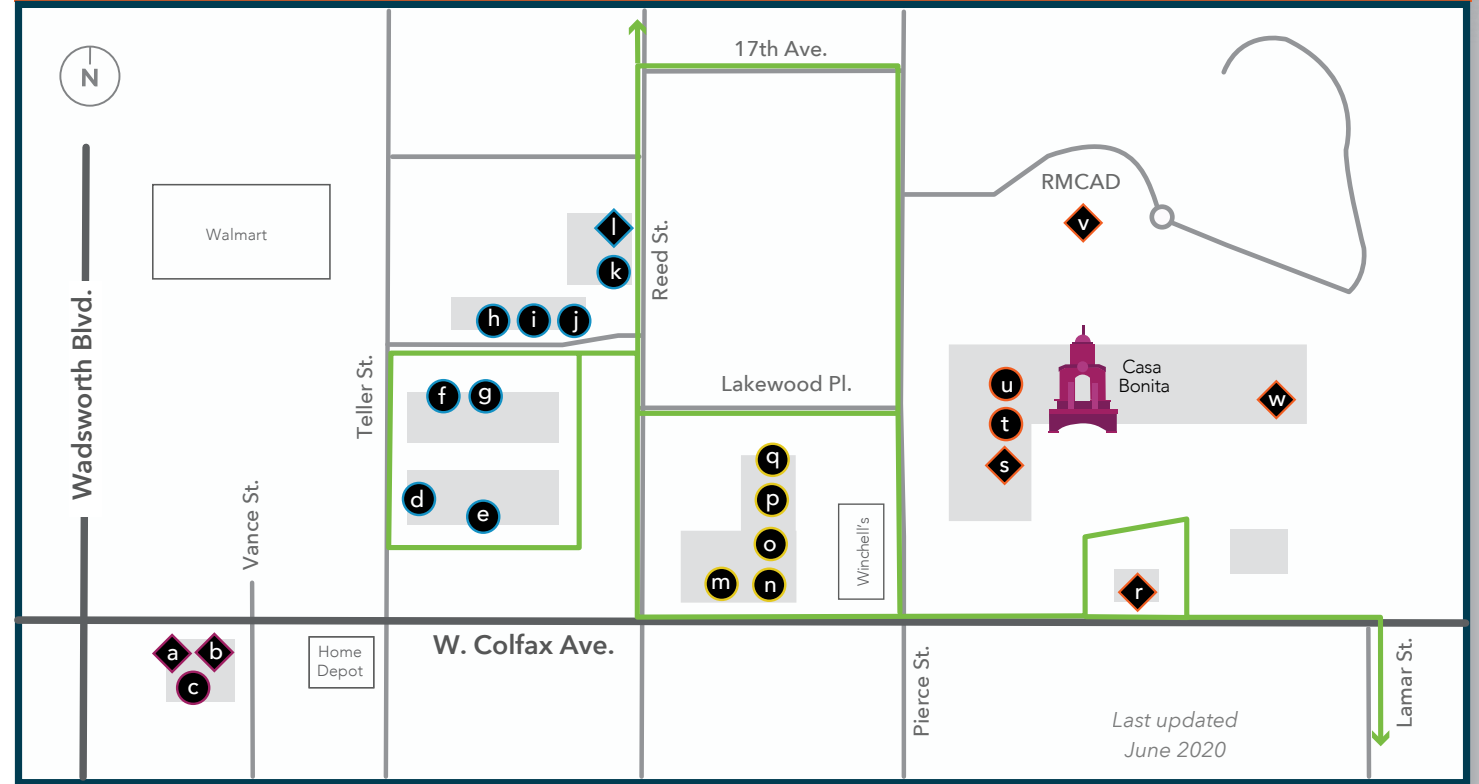 17th Ave.
N
RMCAD
v
Walmart
l
k
Reed St.
h i j
Wadsworth Blvd.
Teller St.
Lakewood Pl.
Casa
Bonita
u
t
s
w
f g
d
e
Vance St.
q
p
o
m n
Winchell's
r
W. Colfax Ave.
a b
c
Home
Depot
Pierce St.
Lamar St.
Last updated
June 2020